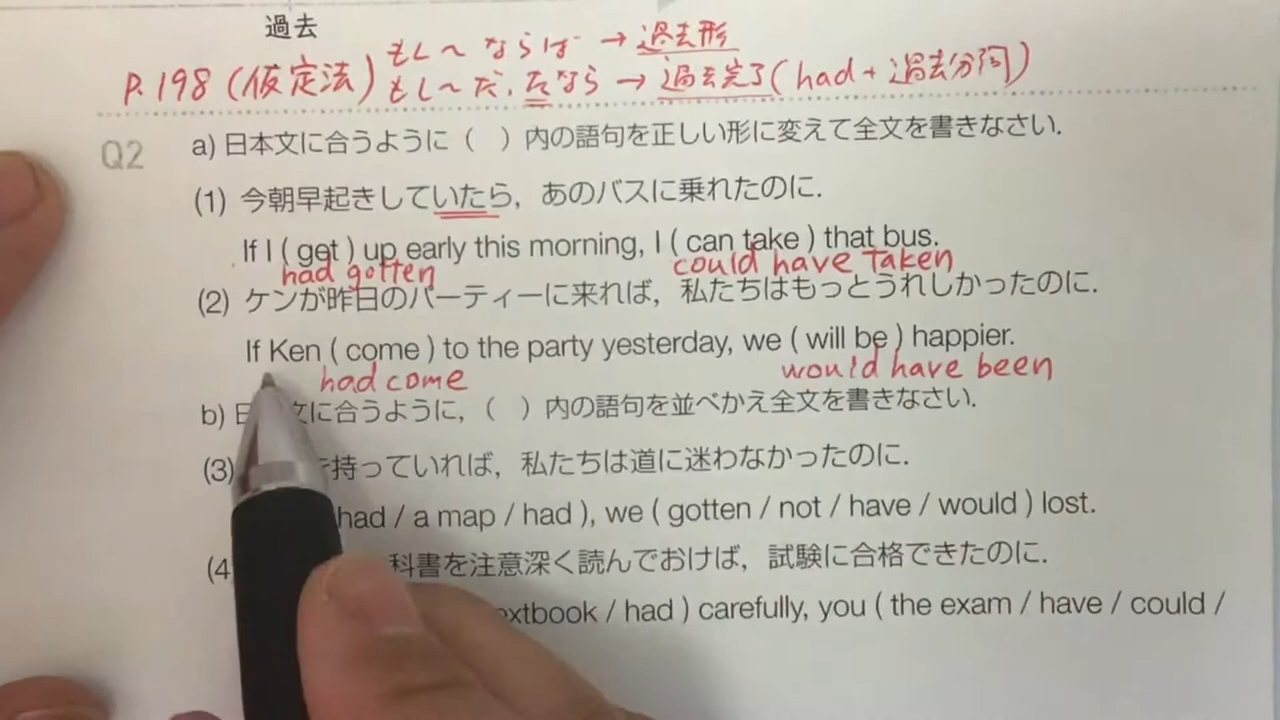 過去
もし～ならば → 過去形
P.198 (仮定法) もし～だ.たなら → 過去完了(had+過去分詞)
Q2 a) 日本文に合うように ( ) 内の語句を正しい形に変えて全文を書きなさい.
(1) 今朝早起きしていたら, あのバスに乗れたのに.
If I ( get ) up early this morning, I ( can take ) that bus.
had gotten could have taken
(2) ケンが昨日のパーティーに来れば, 私たちはもっとうれしかったのに.
If Ken ( come ) to the party yesterday, we ( will be ) happier.
had come would have been
b) 日 文に合うように, ( ) 内の語句を並べかえ全文を書きなさい.
(3) を持っていれば, 私たちは道に迷わなかったのに.
had / a map / had ), we ( gotten / not / have / would ) lost.
(4 科書を注意深く読んでおけば, 試験に合格できたのに.
extbook / had ) carefully, you ( the exam / have / could /